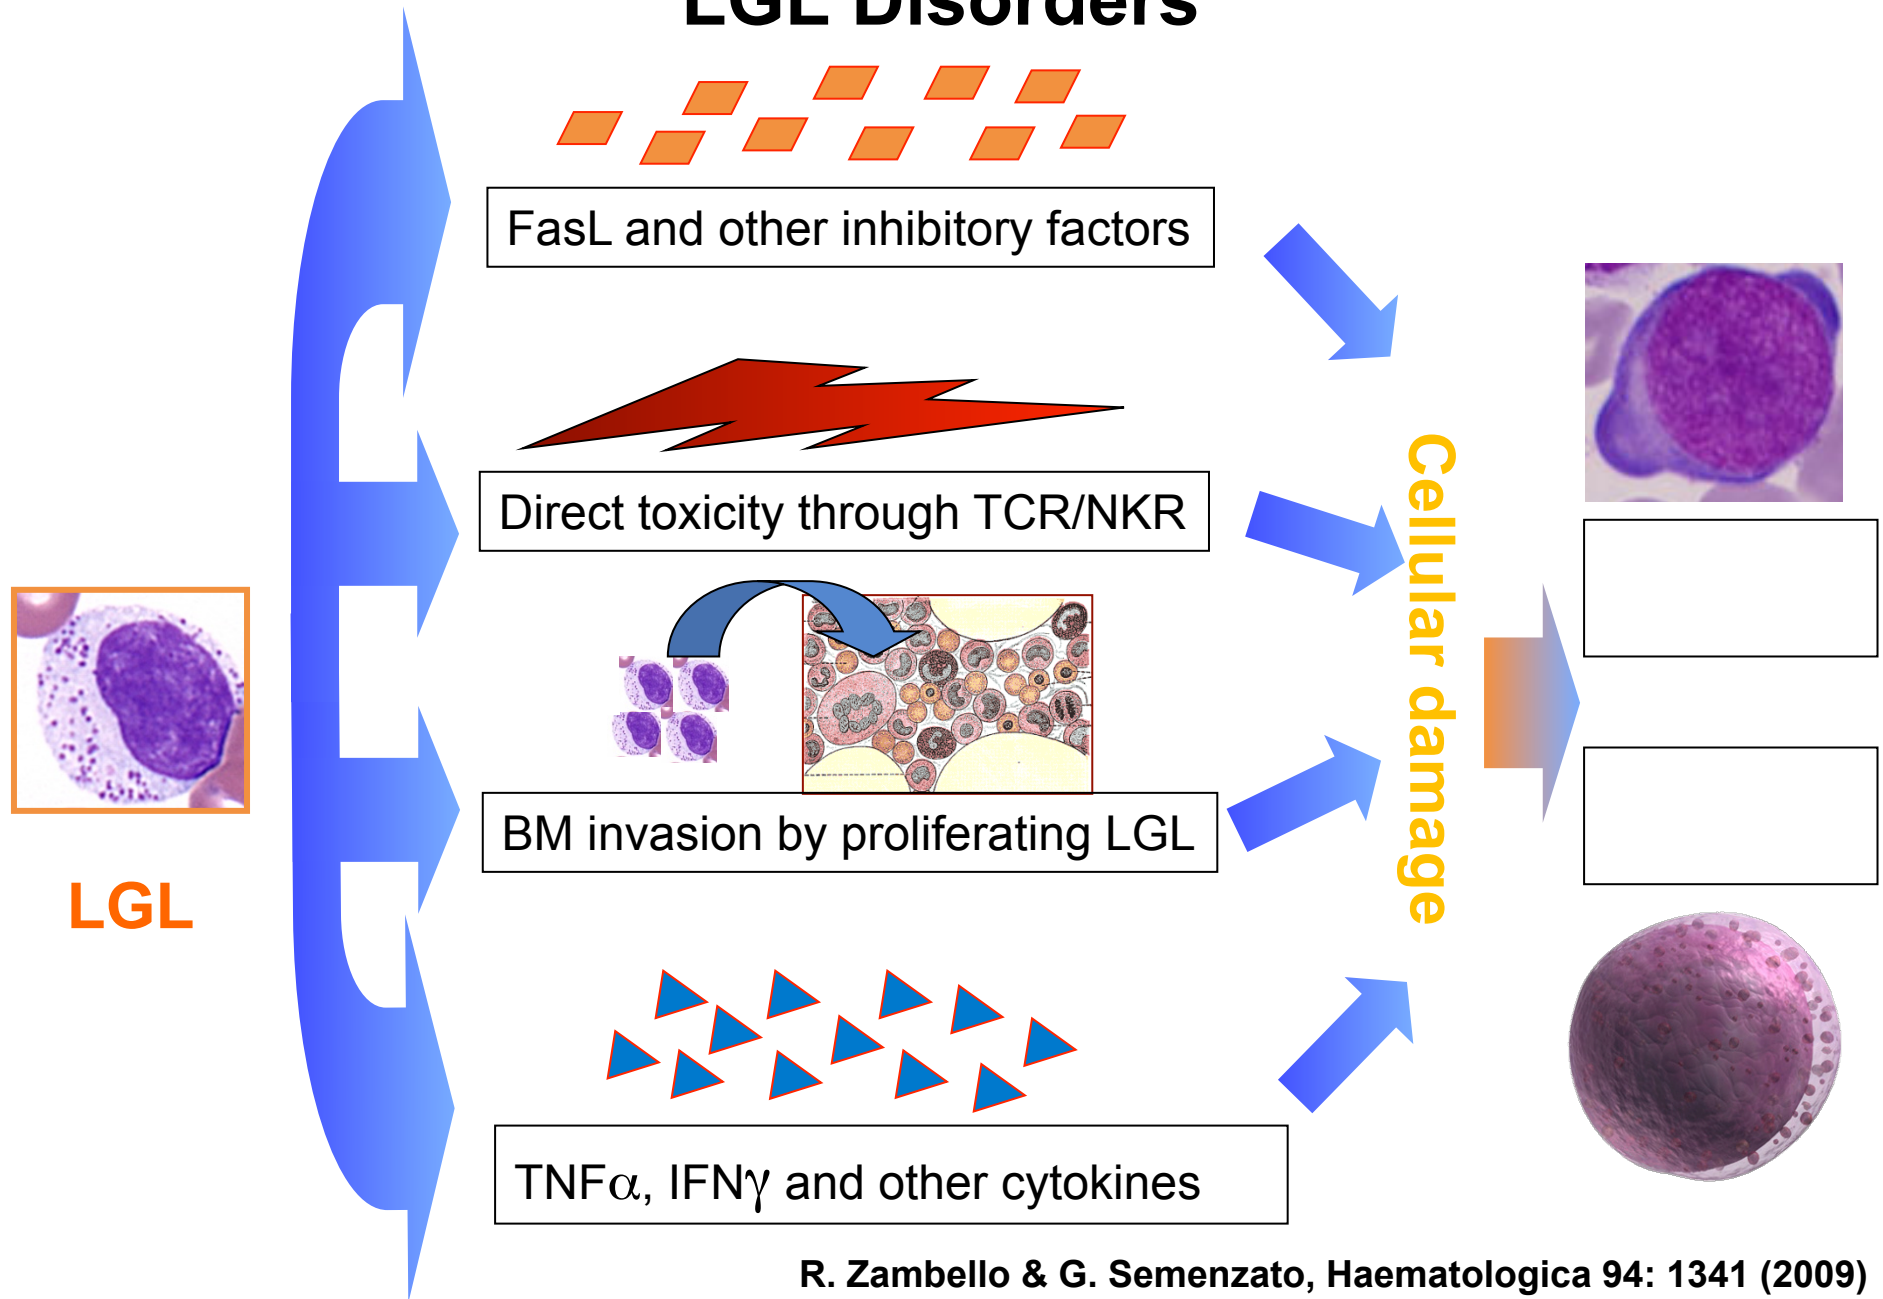 LGL Disorders
FasL and other inhibitory factors
Direct toxicity through TCR/NKR
BM invasion by proliferating LGL
LGL
TNFα, IFNγ and other cytokines
Cellular damage
R. Zambello & G. Semenzato, Haematologica 94: 1341 (2009)